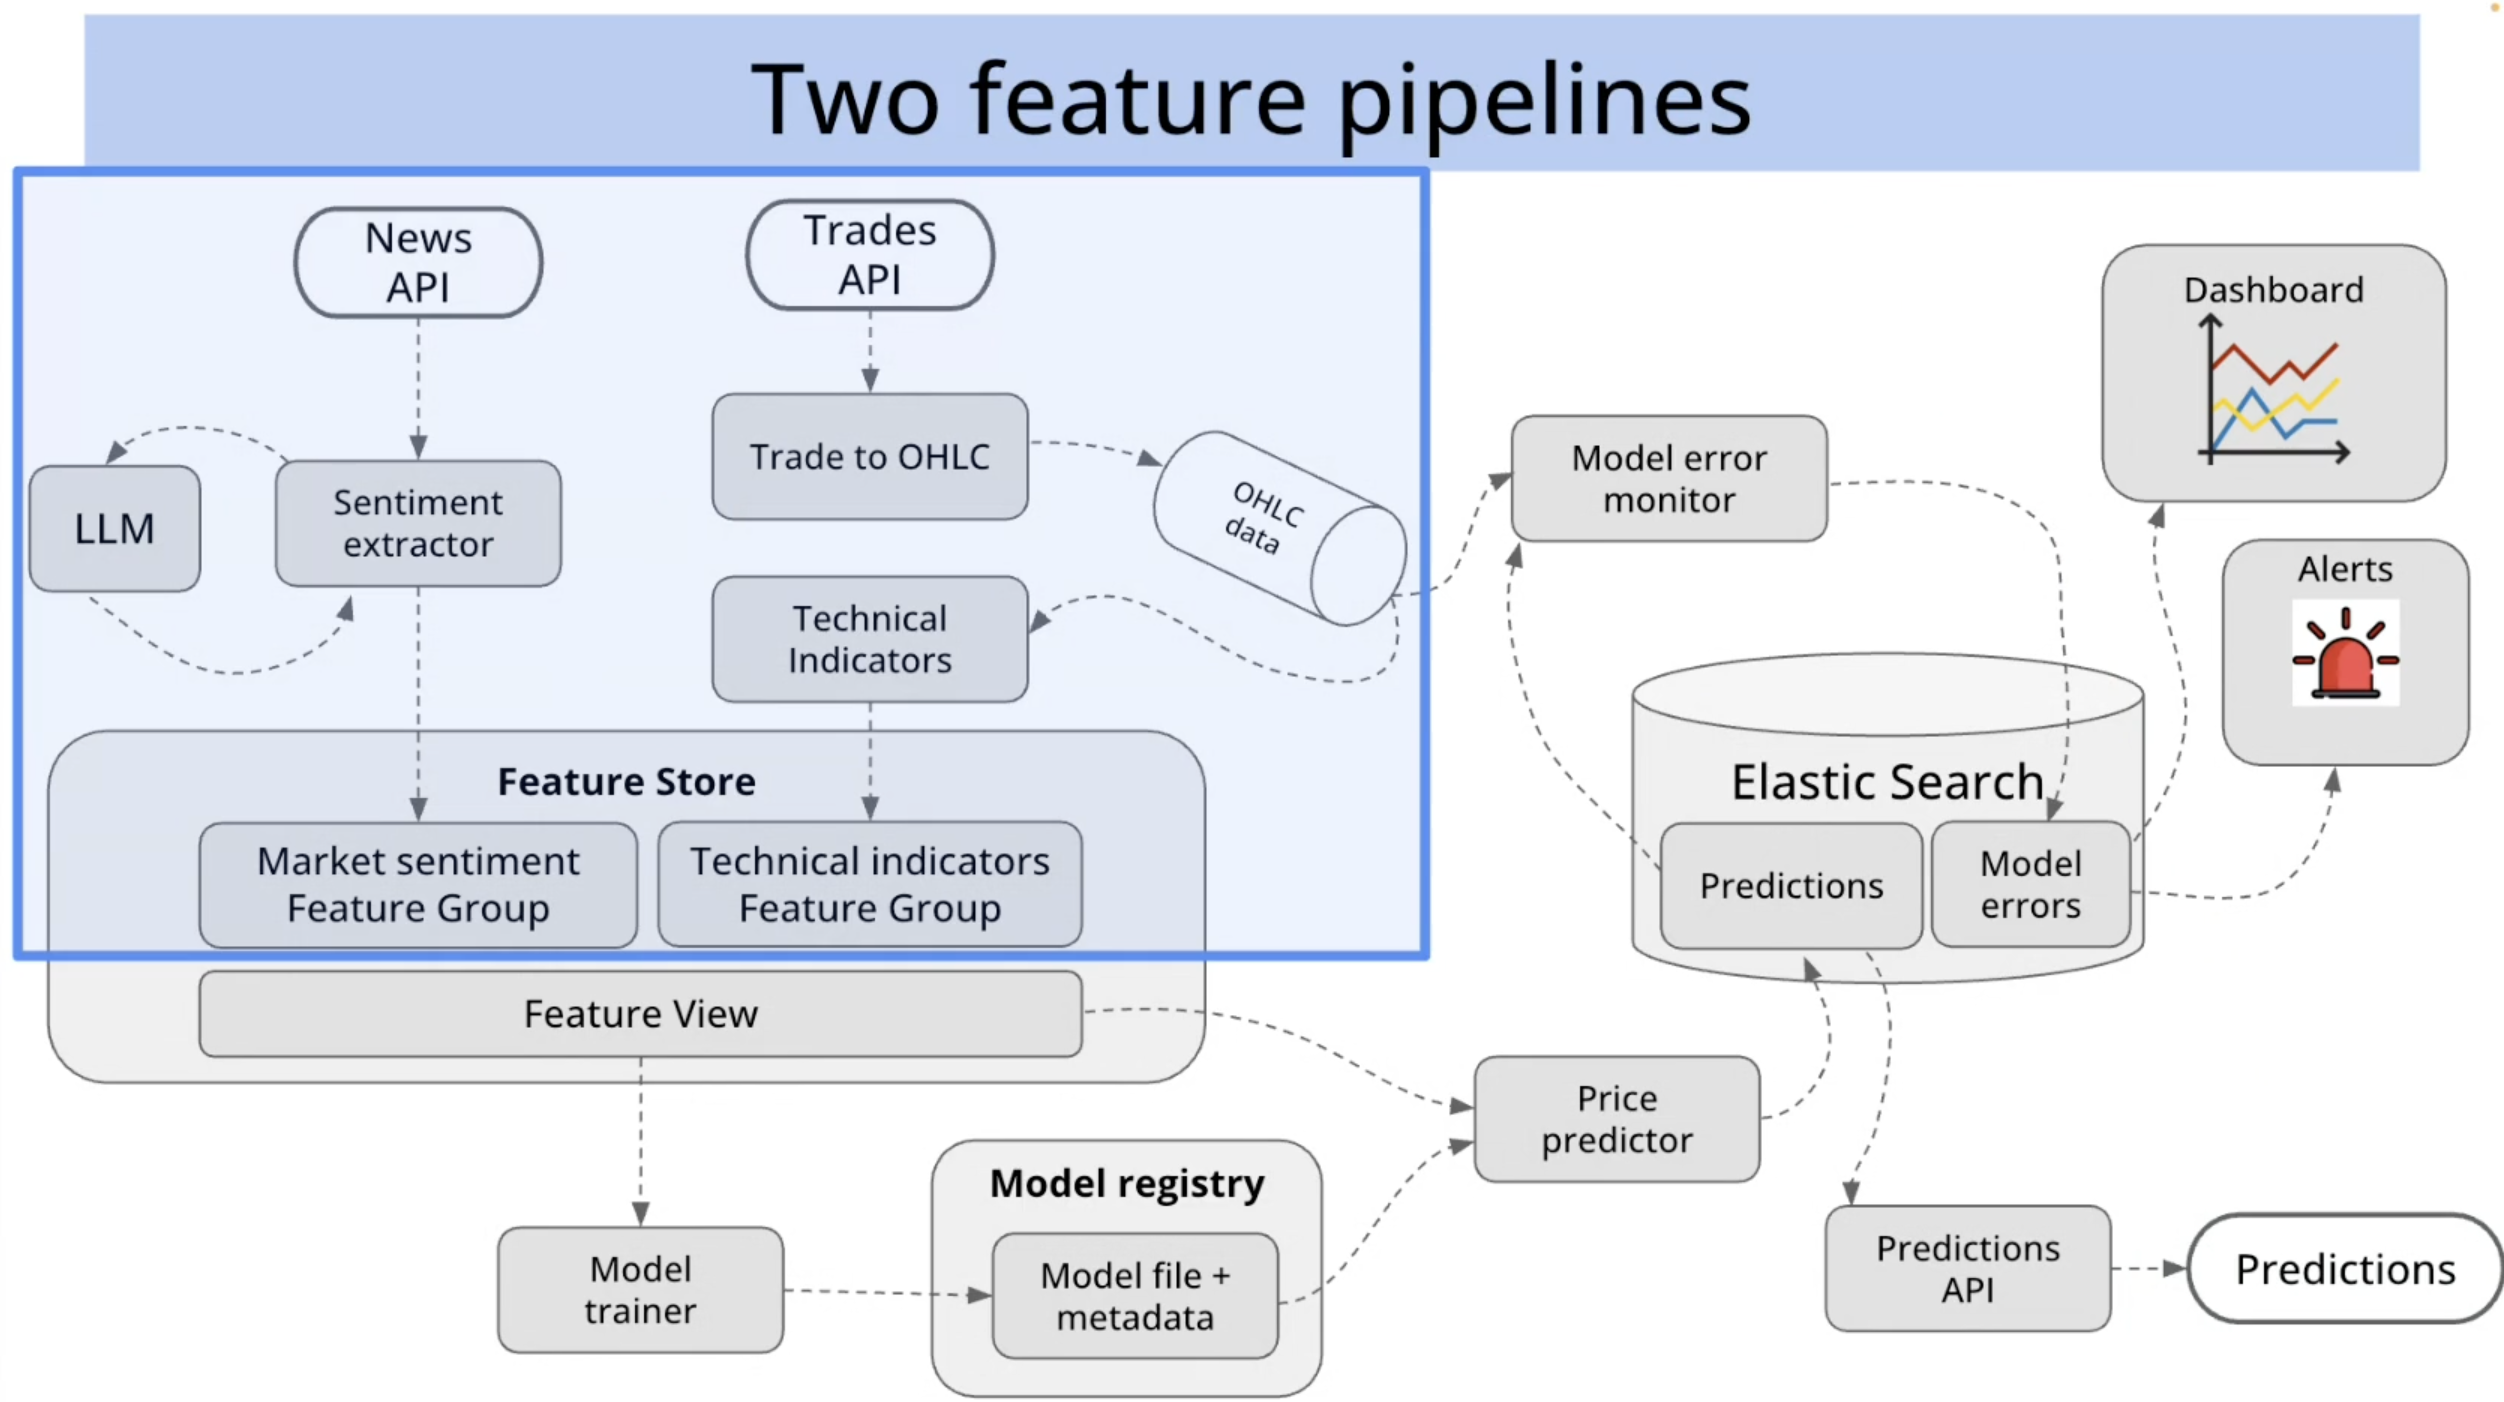 Two feature pipelines
News
API
Trades
API
Dashboard
Trade to OHLC
OHLC
data
Model error
monitor
LLM
Sentiment
extractor
Technical
Indicators
Alerts
Feature Store
Market sentiment
Feature Group
Technical indicators
Feature Group
Elastic Search
Predictions
Model
errors
Feature View
Price
predictor
Model registry
Model
trainer
Model file +
metadata
Predictions
API
Predictions